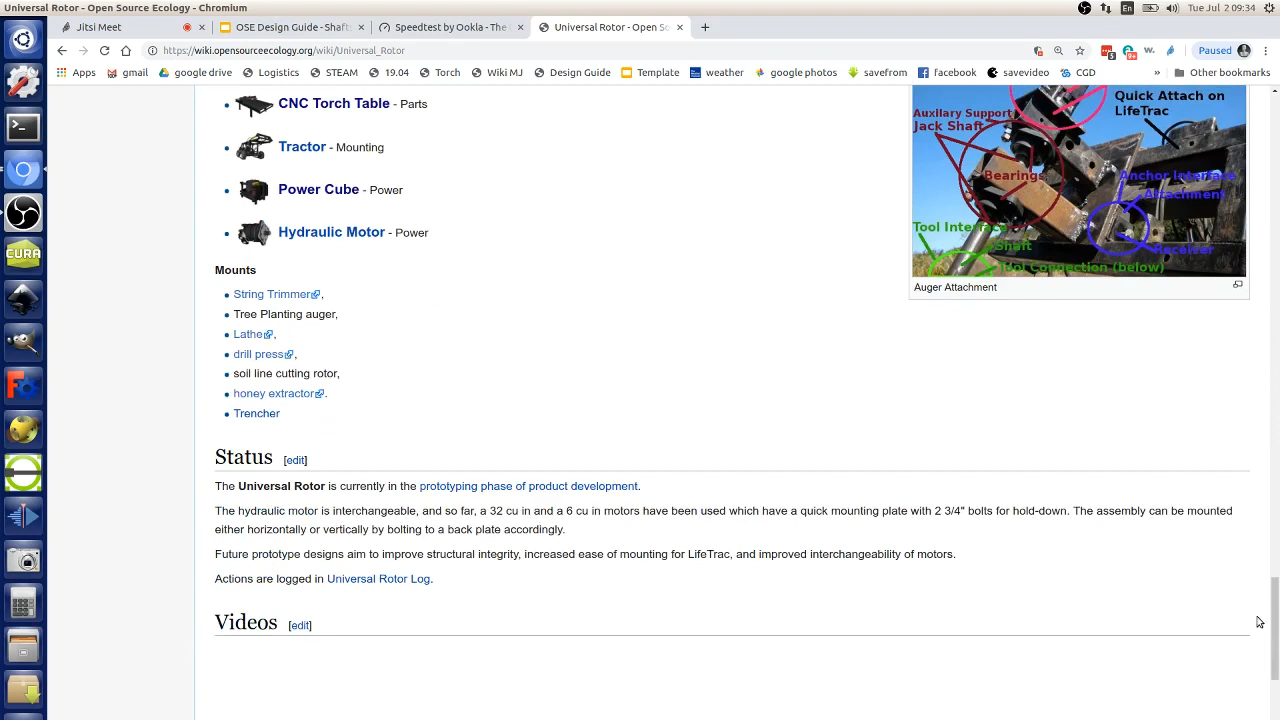 Universal Rotor - Open Source Ecology - Chromium
En
Tue Jul 2 09:34
Jitsi Meet
OSE Design Guide - Shaft
Speedtest by Ookla - The
Universal Rotor - Open So
https://wiki.opensourceecology.org/wiki/Universal_Rotor
5
9+
w.
Paused
Apps
gmail
google drive
Logistics
STEAM
19.04
Torch
Wiki MJ
Design Guide
Template
weather
google photos
savefrom
facebook
savevideo
CGD
»
Other bookmarks
CNC Torch Table - Parts
Tractor - Mounting
Power Cube - Power
Hydraulic Motor - Power
Quick Attach on
LifeTrac
Auxilary Support
Jack Shaft
Bearings
Anchor Interface
Attachment
Tool Interface
Shaft
Receiver
Tool Connection (below)
Auger Attachment
Mounts
String Trimmer,
Tree Planting auger,
Lathe,
drill press,
soil line cutting rotor,
honey extractor.
Trencher
Status [edit]
The Universal Rotor is currently in the prototyping phase of product development.
The hydraulic motor is interchangeable, and so far, a 32 cu in and a 6 cu in motors have been used which have a quick mounting plate with 2 3/4" bolts for hold-down. The assembly can be mounted
either horizontally or vertically by bolting to a base plate accordingly.
Future prototype designs aim to improve structural integrity, increased ease of mounting for LifeTrac, and improved interchangeability of motors.
Actions are logged in Universal Rotor Log.
Videos [edit]
CURA